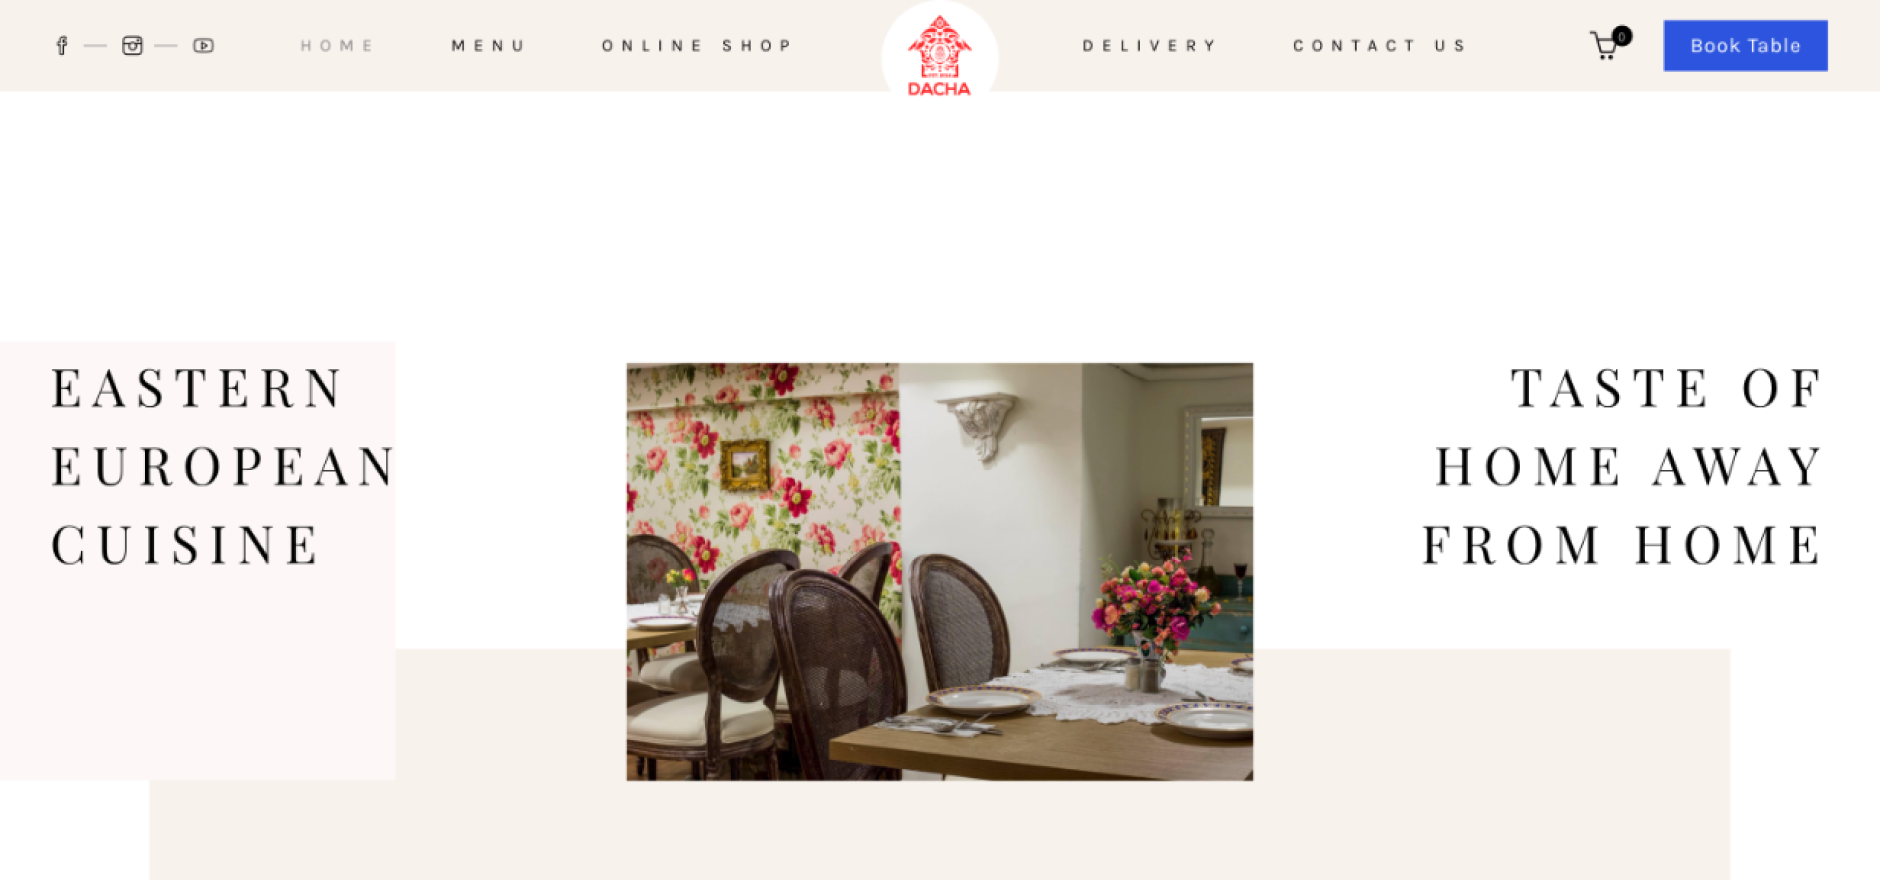 HOME
MENU
ONLINE SHOP
DACHA
DELIVERY
CONTACT US
0
Book Table
EASTERN
EUROPEAN
CUISINE
TASTE OF
HOME AWAY
FROM HOME